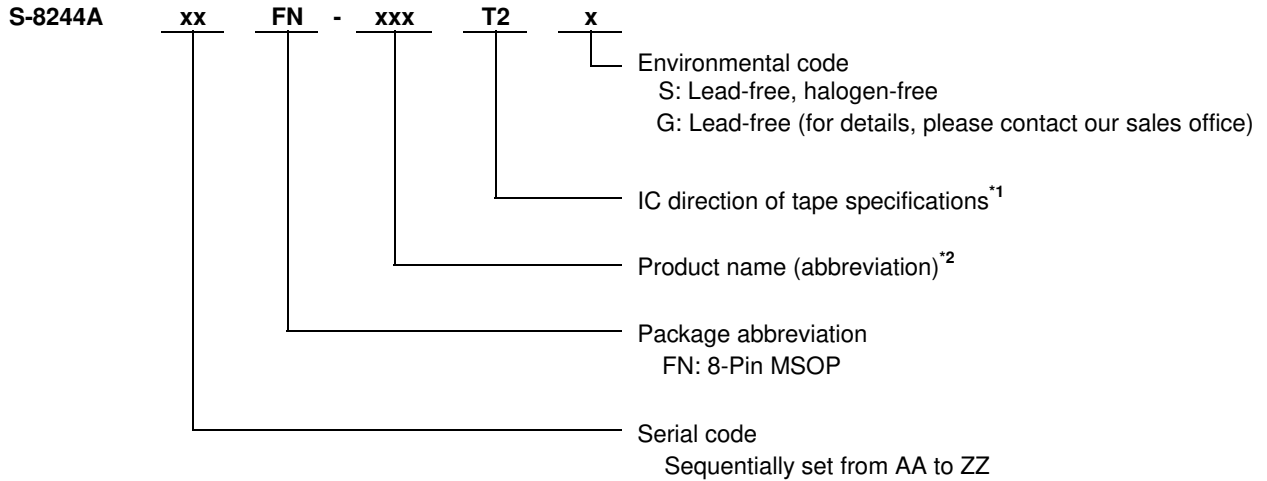 S-8244A xx FN - xxx T2 x
Environmental code
S: Lead-free, halogen-free
G: Lead-free (for details, please contact our sales office)
IC direction of tape specifications*1
Product name (abbreviation)*2
Package abbreviation
FN: 8-Pin MSOP
Serial code
Sequentially set from AA to ZZ